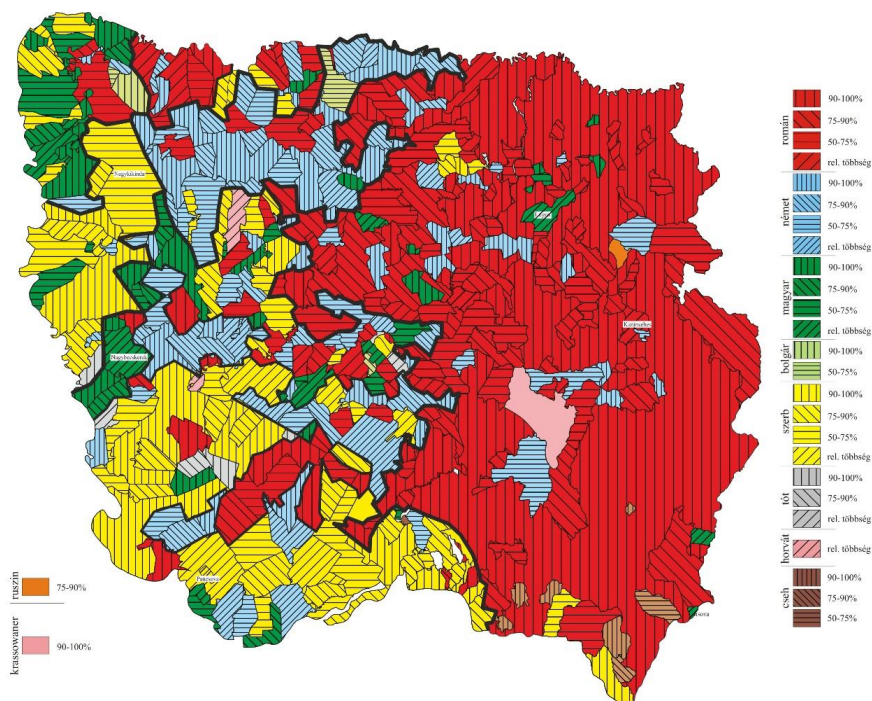 Nagykikinda
Nagybecskerek
Pancsova
román
90-100%
75-90%
50-75%
rel. többség
német
90-100%
75-90%
50-75%
rel. többség
magyar
90-100%
75-90%
50-75%
rel. többség
bolgár
90-100%
50-75%
szerb
90-100%
75-90%
50-75%
rel. többség
tót
90-100%
75-90%
rel. többség
horvát
rel. többség
cseh
90-100%
75-90%
50-75%
ruszin
75-90%
krassowaner
90-100%